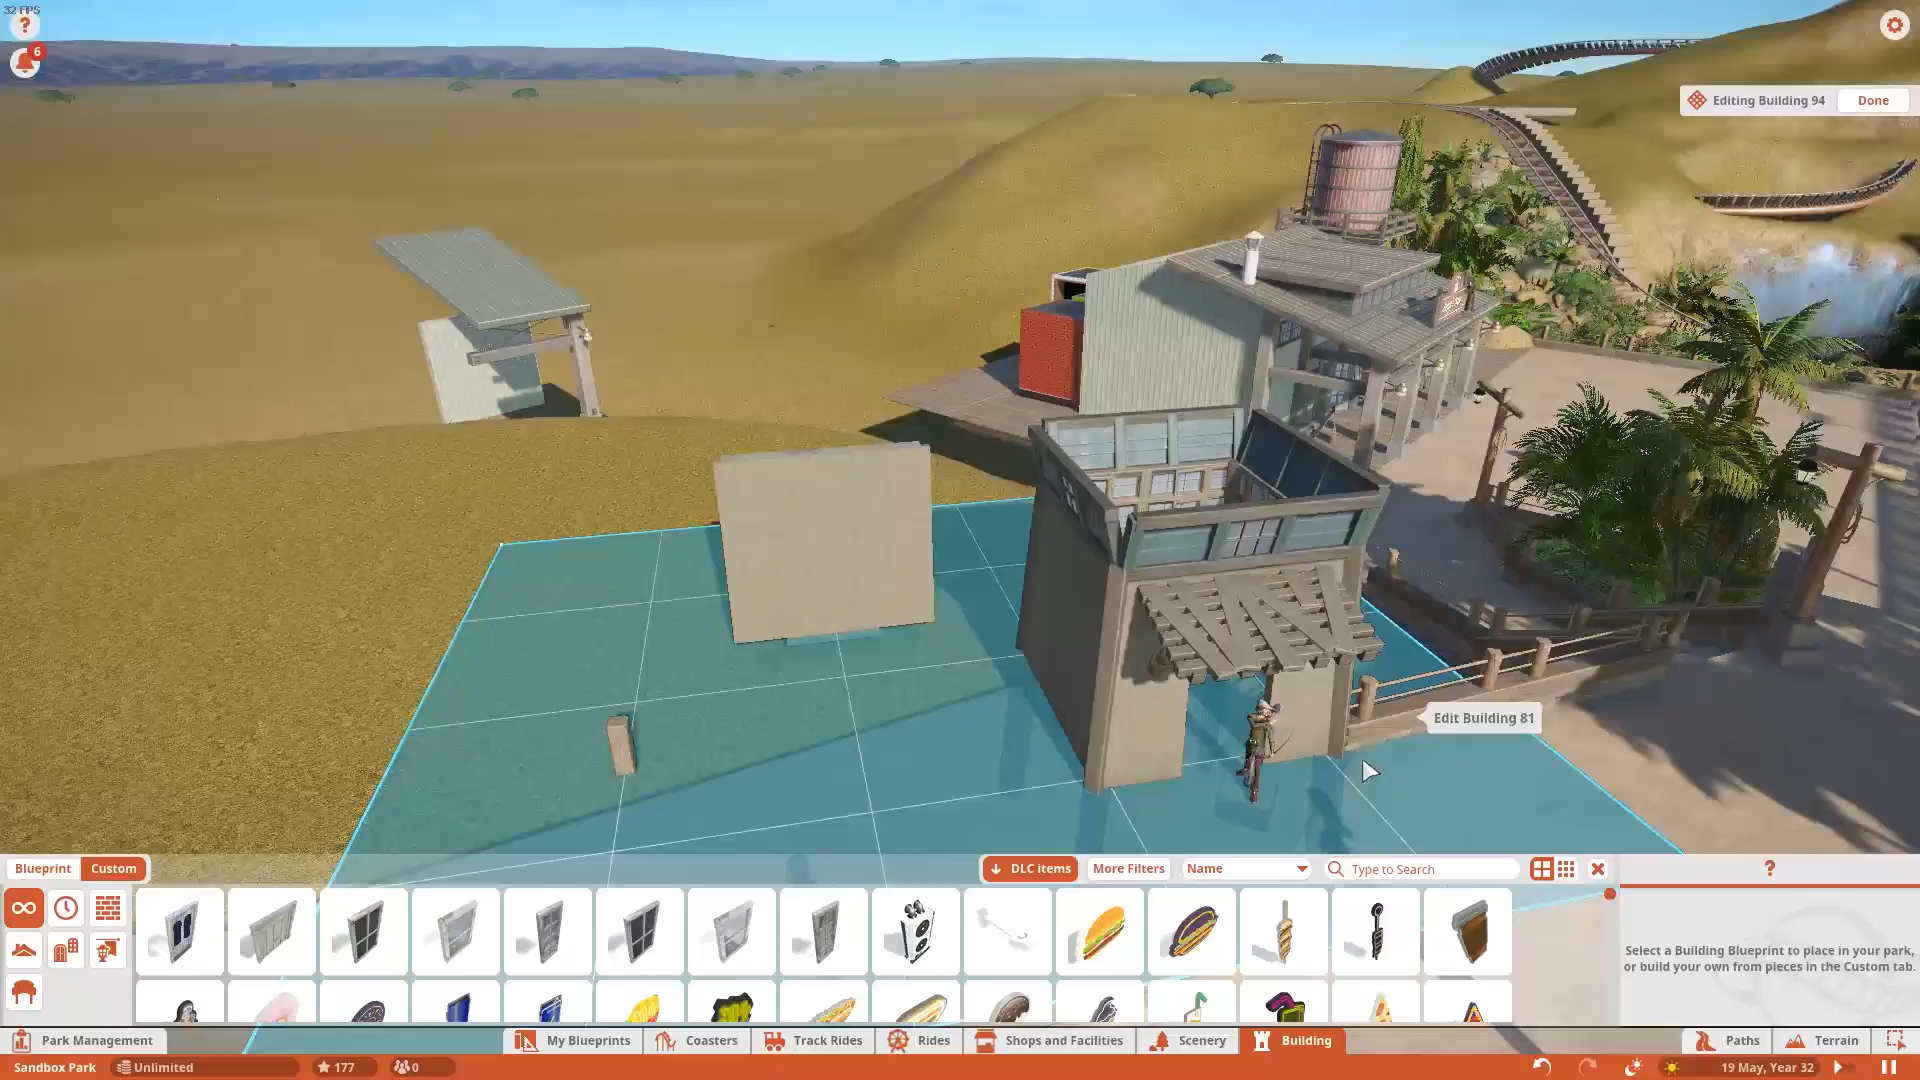 32 FPS
?
6
Editing Building 94
Done
Edit Building 81
Blueprint
Custom
DLC items
More Filters
Name
Type to Search
?
Select a Building Blueprint to place in your park,
or build your own from pieces in the Custom tab.
Park Management
My Blueprints
Coasters
Track Rides
Rides
Shops and Facilities
Scenery
Building
Paths
Terrain
Sandbox Park
Unlimited
177
0
19 May, Year 32